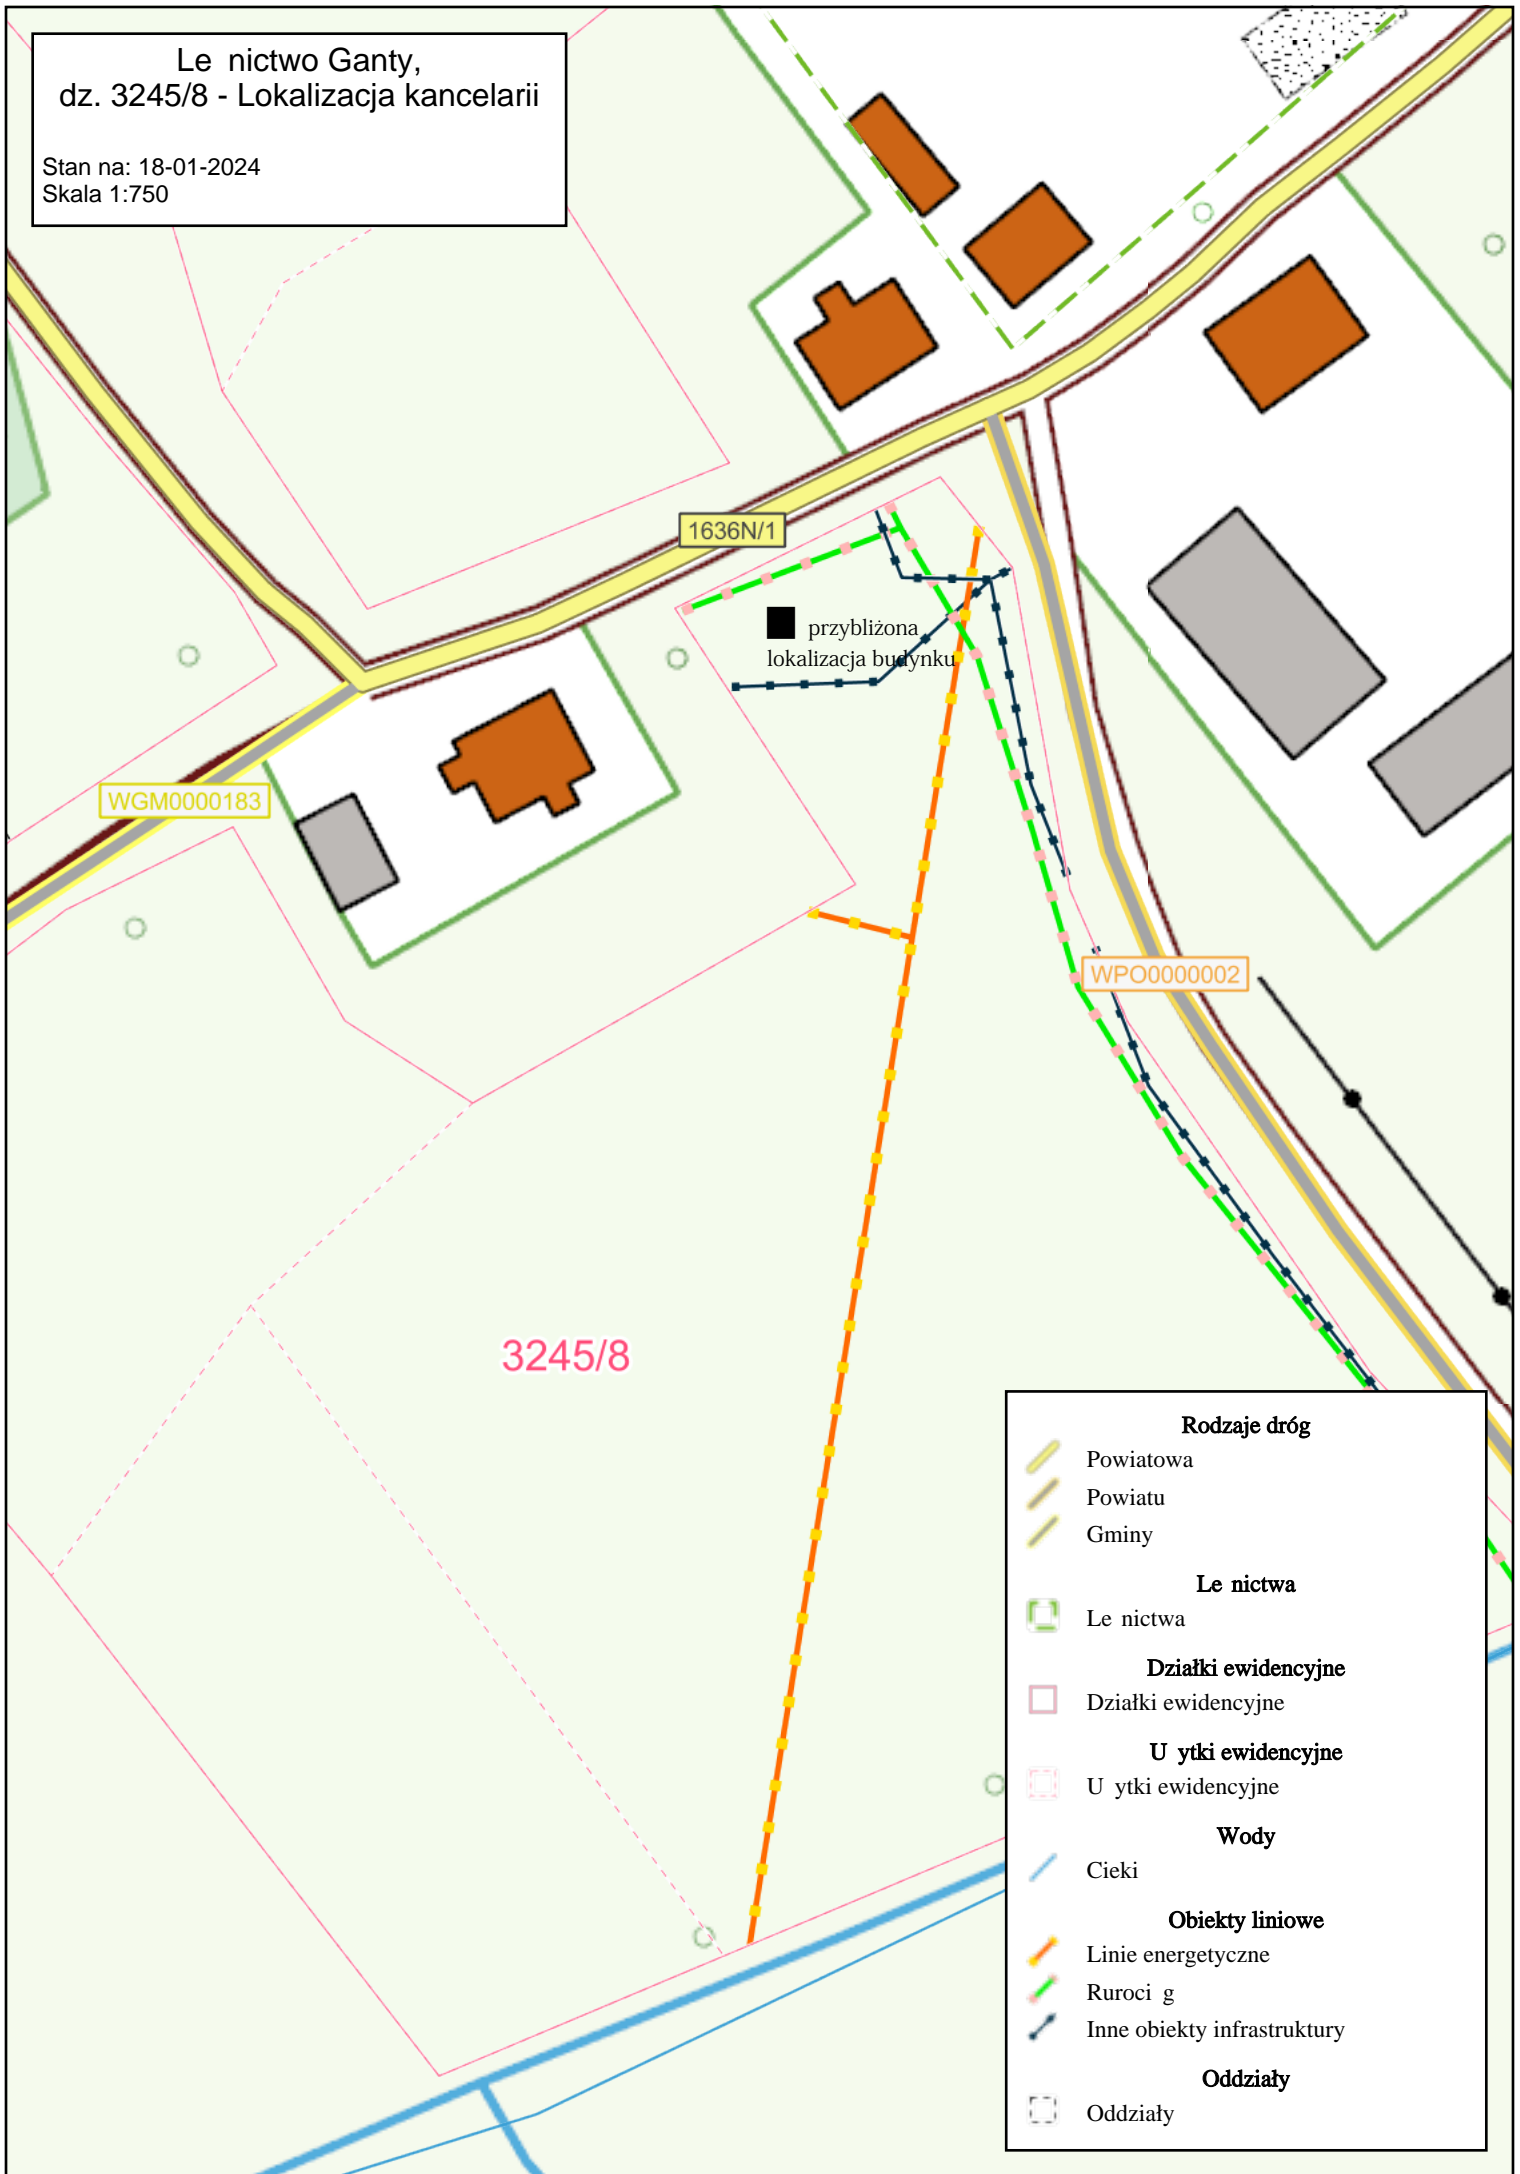 Le nictwo Ganty,
dz. 3245/8 - Lokalizacja kancelarii
Stan na: 18-01-2024
Skala 1:750
1636N/1
przybliżona
lokalizacja budynku
WGM0000183
WPO0000002
3245/8
Rodzaje dróg
Powiatowa
Powiatu
Gminy
Le nictwa
Le nictwa
Działki ewidencyjne
Działki ewidencyjne
U ytki ewidencyjne
U ytki ewidencyjne
Wody
Cieki
Obiekty liniowe
Linie energetyczne
Ruroci g
Inne obiekty infrastruktury
Oddziały
Oddziały